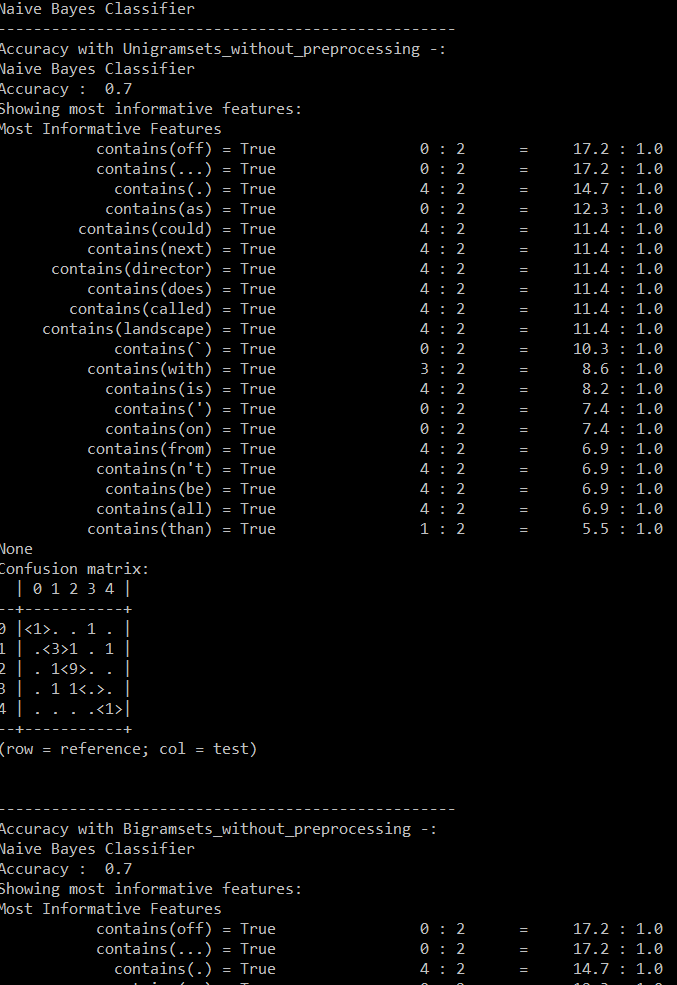 Naive Bayes Classifier
---------------------------------------------------
Accuracy with Unigramsets_without_preprocessing -:
Naive Bayes Classifier
Accuracy :  0.7
Showing most informative features:
Most Informative Features
contains(off) = True 0 : 2 = 17.2 : 1.0
contains(...) = True 0 : 2 = 17.2 : 1.0
contains(.) = True 4 : 2 = 14.7 : 1.0
contains(as) = True 0 : 2 = 12.3 : 1.0
contains(could) = True 4 : 2 = 11.4 : 1.0
contains(next) = True 4 : 2 = 11.4 : 1.0
contains(director) = True 4 : 2 = 11.4 : 1.0
contains(does) = True 4 : 2 = 11.4 : 1.0
contains(called) = True 4 : 2 = 11.4 : 1.0
contains(landscape) = True 4 : 2 = 11.4 : 1.0
contains(`) = True 0 : 2 = 10.3 : 1.0
contains(with) = True 3 : 2 = 8.6 : 1.0
contains(is) = True 4 : 2 = 8.2 : 1.0
contains(') = True 0 : 2 = 7.4 : 1.0
contains(on) = True 0 : 2 = 7.4 : 1.0
contains(from) = True 4 : 2 = 6.9 : 1.0
contains(n't) = True 4 : 2 = 6.9 : 1.0
contains(be) = True 4 : 2 = 6.9 : 1.0
contains(all) = True 4 : 2 = 6.9 : 1.0
contains(than) = True 1 : 2 = 5.5 : 1.0
None
Confusion matrix:
  | 0 1 2 3 4 |
--+-----------+
0 |<1>. . 1 . |
1 | .<3>1 . 1 |
2 | . 1<9>. . |
3 | . 1 1<.>. |
4 | . . . .<1>|
--+-----------+
(row = reference; col = test)
---------------------------------------------------
Accuracy with Bigramsets_without_preprocessing -:
Naive Bayes Classifier
Accuracy :  0.7
Showing most informative features:
Most Informative Features
contains(off) = True 0 : 2 = 17.2 : 1.0
contains(...) = True 0 : 2 = 17.2 : 1.0
contains(.) = True 4 : 2 = 14.7 : 1.0